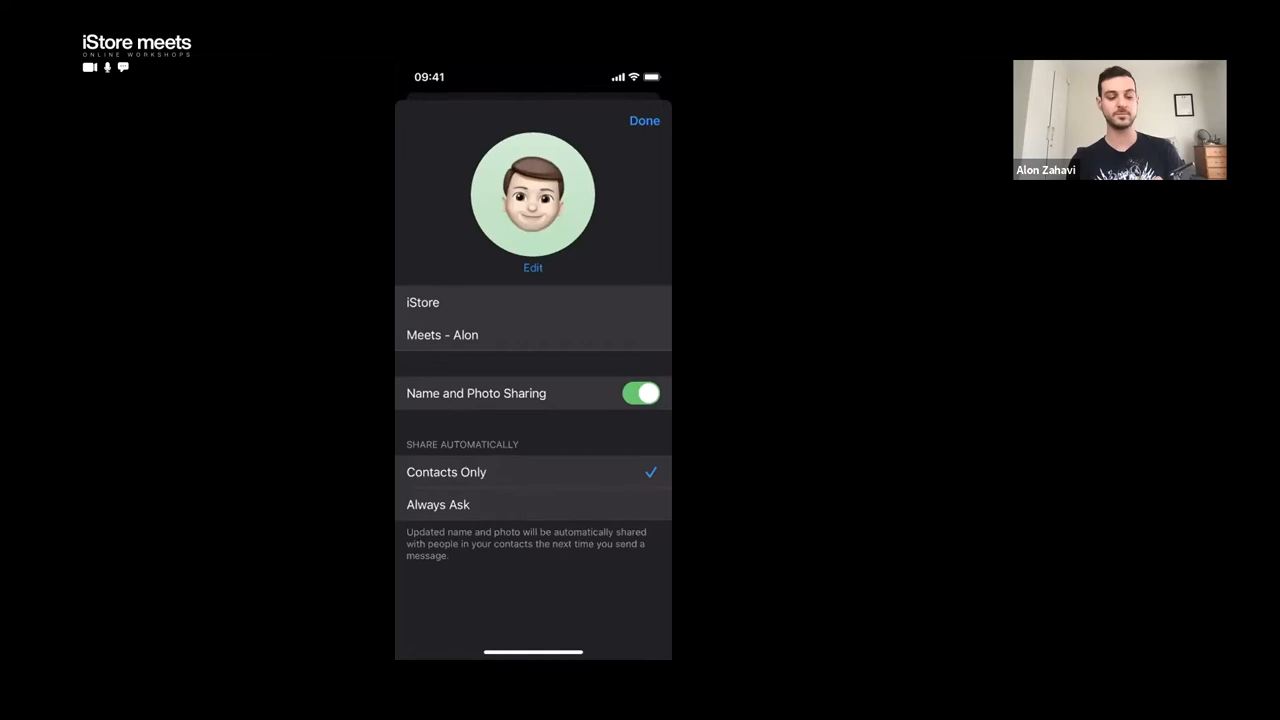 iStore meets
ONLINE WORKSHOPS
09:41
Done
Edit
iStore
Meets - Alon
Name and Photo Sharing
SHARE AUTOMATICALLY
Contacts Only
Always Ask
Updated name and photo will be automatically shared
with people in your contacts the next time you send a
message.
Alon Zahavi